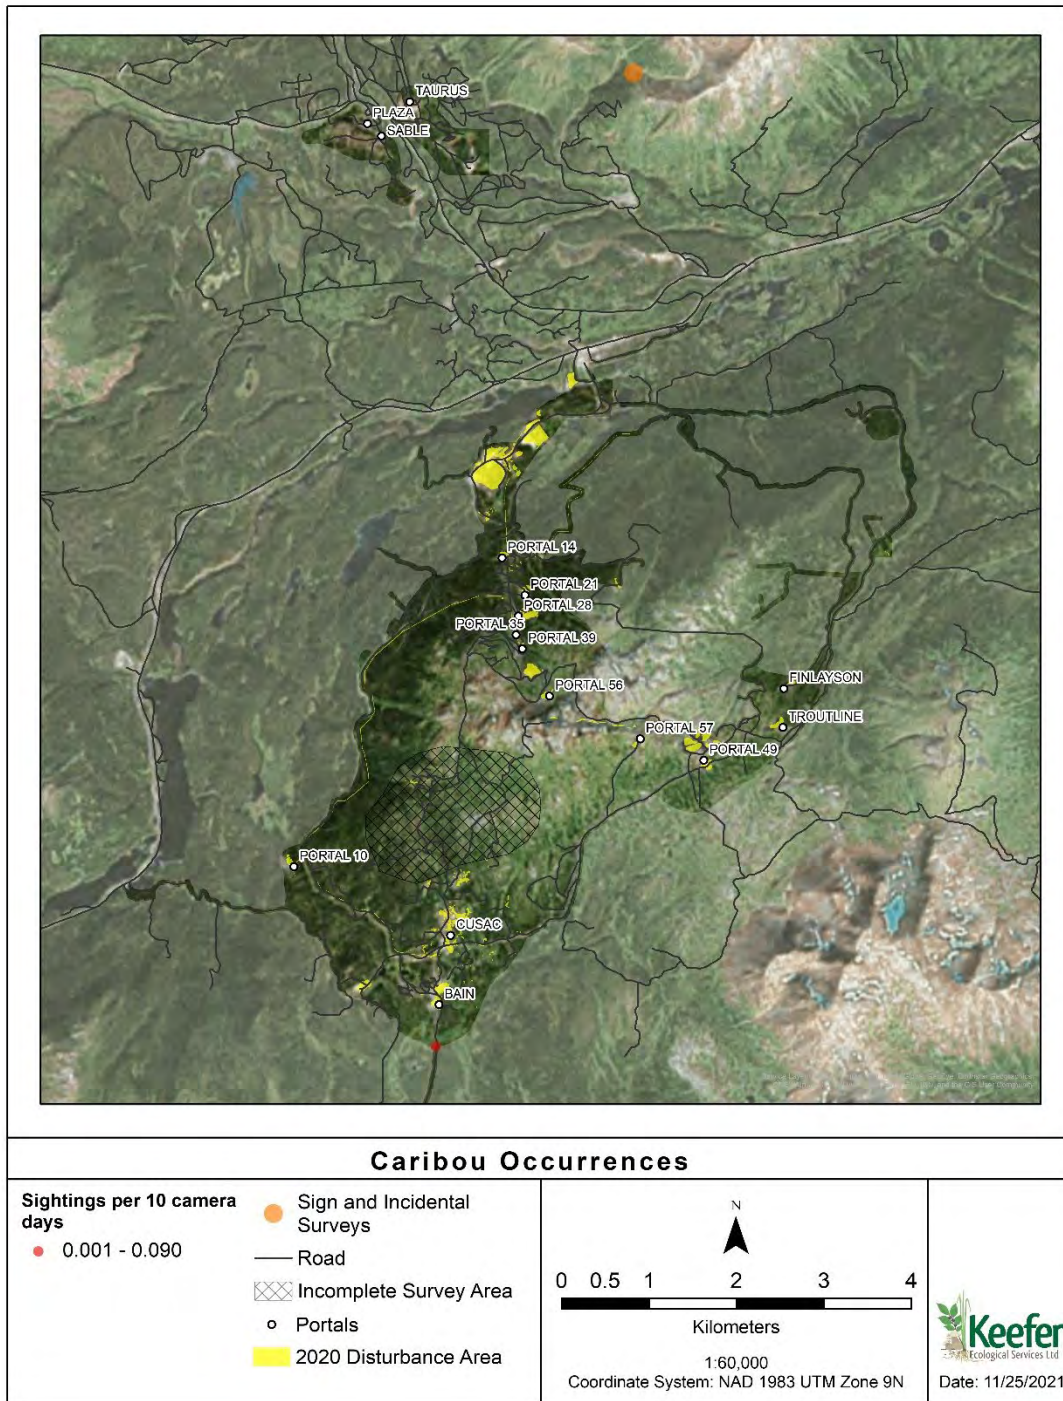 TAURUS
PLAZA
SABLE
PORTAL 14
PORTAL 21
PORTAL 28
PORTAL 35
PORTAL 39
FINLAYSON
PORTAL 56
TROUTLINE
PORTAL 57
PORTAL 49
PORTAL 10
CUSAC
BAIN
Caribou Occurrences
Sightings per 10 camera
days
0.001 - 0.090
Sign and Incidental
Surveys
Road
Incomplete Survey Area
Portals
2020 Disturbance Area
N
0 0.5 1 2 3 4
Kilometers
1:60,000
Coordinate System: NAD 1983 UTM Zone 9N
Keefer
Ecological Services Ltd
Date: 11/25/2021